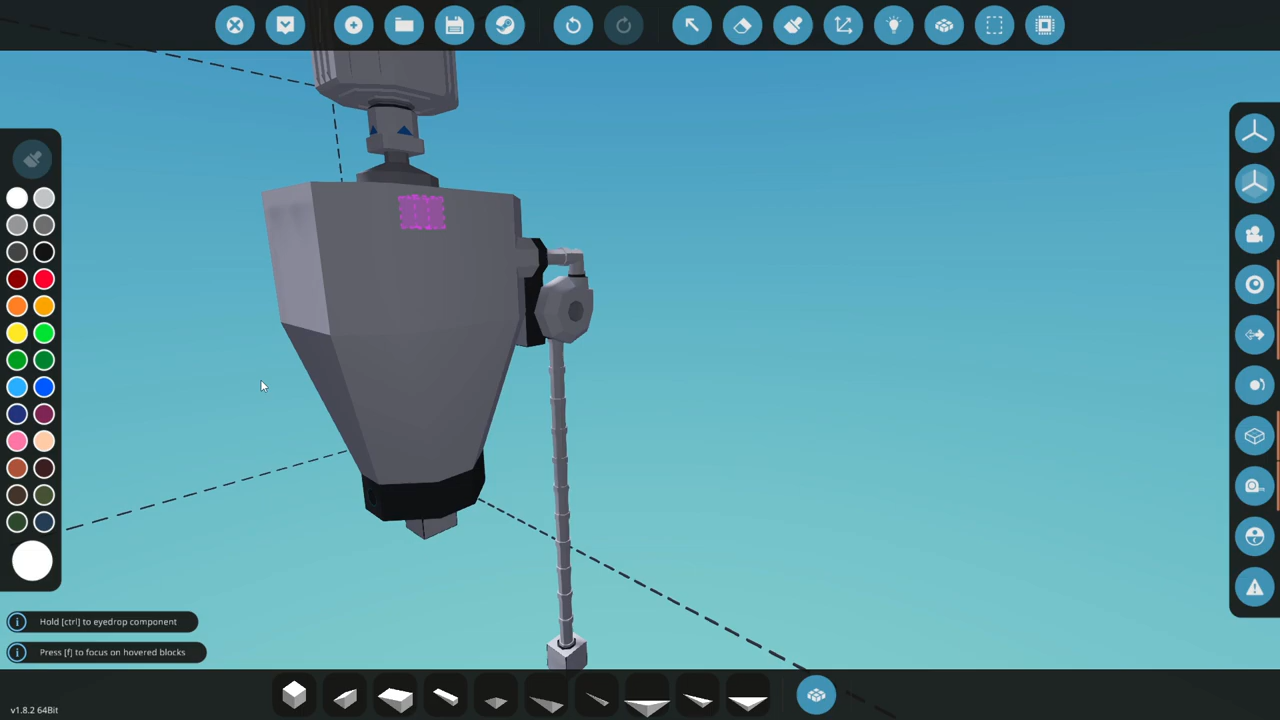 Hold [ctrl] to eyedrop component
Press [f] to focus on hovered blocks
v1.8.2 64Bit